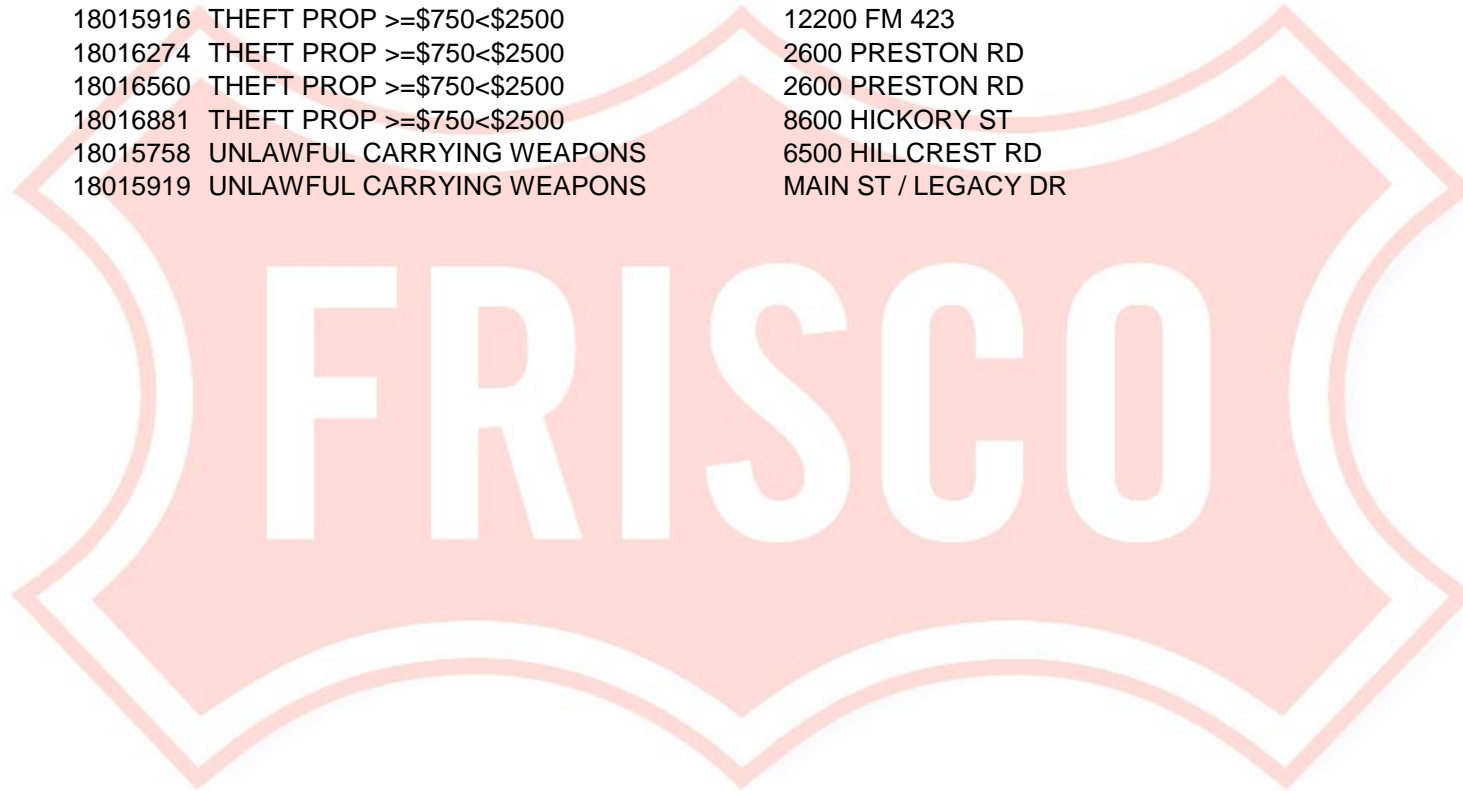 18015916 THEFT PROP >=$750<$2500 12200 FM 423
18016274 THEFT PROP >=$750<$2500 2600 PRESTON RD
18016560 THEFT PROP >=$750<$2500 2600 PRESTON RD
18016881 THEFT PROP >=$750<$2500 8600 HICKORY ST
18015758 UNLAWFUL CARRYING WEAPONS 6500 HILLCREST RD
18015919 UNLAWFUL CARRYING WEAPONS MAIN ST / LEGACY DR
FRISCO